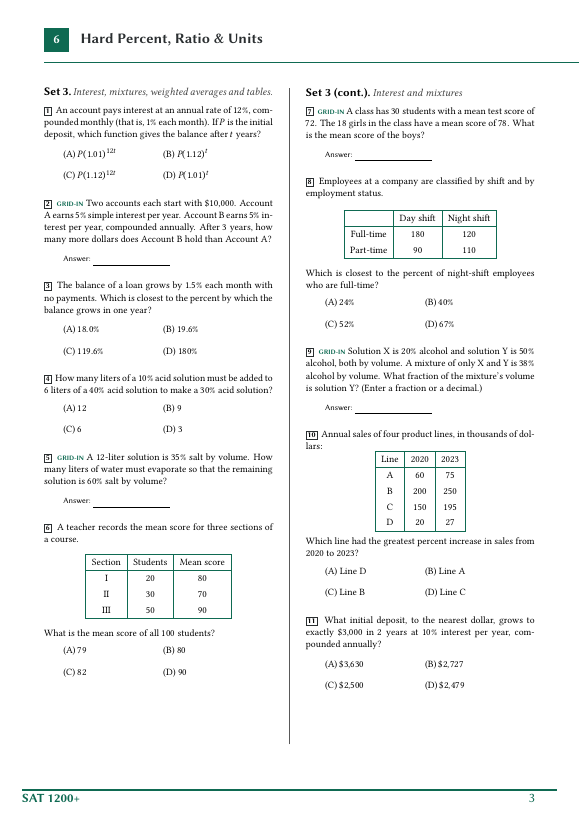 6 Hard Percent, Ratio & Units
Set 3. Interest, mixtures, weighted averages and tables.
1 An account pays interest at an annual rate of 12%, com-
pounded monthly (that is, 1% each month). If P is the initial
deposit, which function gives the balance after t years?
(A) P(1.01)^{12t} (B) P(1.12)^t
(C) P(1.12)^{12t} (D) P(1.01)^t
2 GRID-IN Two accounts each start with $10,000. Account
A earns 5% simple interest per year. Account B earns 5% in-
terest per year, compounded annually. After 3 years, how
many more dollars does Account B hold than Account A?
Answer:
3 The balance of a loan grows by 1.5% each month with
no payments. Which is closest to the percent by which the
balance grows in one year?
(A) 18.0% (B) 19.6%
(C) 119.6% (D) 180%
4 How many liters of a 10% acid solution must be added to
6 liters of a 40% acid solution to make a 30% acid solution?
(A) 12 (B) 9
(C) 6 (D) 3
5 GRID-IN A 12-liter solution is 35% salt by volume. How
many liters of water must evaporate so that the remaining
solution is 60% salt by volume?
Answer:
6 A teacher records the mean score for three sections of
a course.
Section Students Mean score
I 20 80
II 30 70
III 50 90
What is the mean score of all 100 students?
(A) 79 (B) 80
(C) 82 (D) 90
Set 3 (cont.). Interest and mixtures
7 GRID-IN A class has 30 students with a mean test score of
72. The 18 girls in the class have a mean score of 78. What
is the mean score of the boys?
Answer:
8 Employees at a company are classified by shift and by
employment status.
Day shift Night shift
Full-time 180 120
Part-time 90 110
Which is closest to the percent of night-shift employees
who are full-time?
(A) 24% (B) 40%
(C) 52% (D) 67%
9 GRID-IN Solution X is 20% alcohol and solution Y is 50%
alcohol, both by volume. A mixture of only X and Y is 38%
alcohol by volume. What fraction of the mixture's volume
is solution Y? (Enter a fraction or a decimal.)
Answer:
10 Annual sales of four product lines, in thousands of dol-
lars:
Line 2020 2023
A 60 75
B 200 250
C 150 195
D 20 27
Which line had the greatest percent increase in sales from
2020 to 2023?
(A) Line D (B) Line A
(C) Line B (D) Line C
11 What initial deposit, to the nearest dollar, grows to
exactly $3,000 in 2 years at 10% interest per year, com-
pounded annually?
(A) $3,630 (B) $2,727
(C) $2,500 (D) $2,479
SAT 1200+ 3